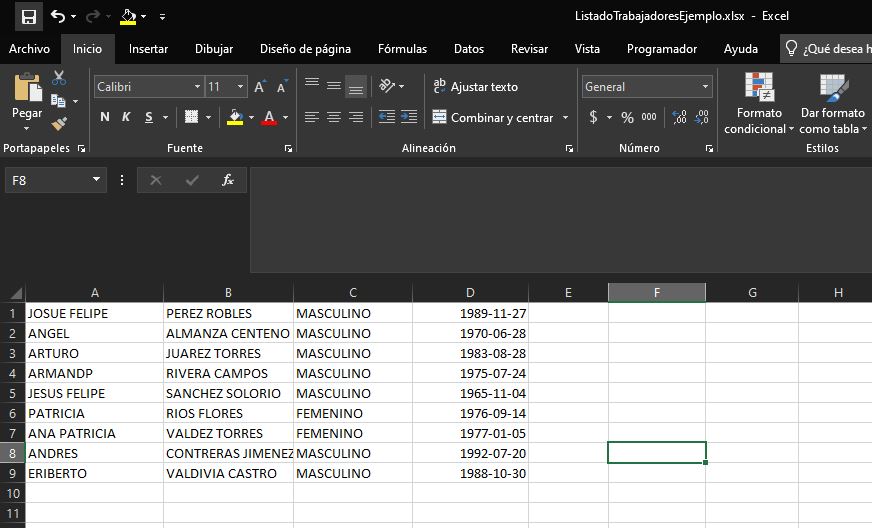 ListadoTrabajadoresEjemplo.xlsx - Excel
Archivo Inicio Insertar Dibujar Diseño de página Fórmulas Datos Revisar Vista Programador Ayuda ¿Qué desea h
Pegar
Calibri 11
N K S A
Ajustar texto
Combinar y centrar
General
$ % 000
Formato condicional
Dar formato como tabla
Portapapeles Fuente Alineación Número Estilos
F8 fx
A B C D E F G H
1 JOSUE FELIPE PEREZ ROBLES MASCULINO 1989-11-27
2 ANGEL ALMANZA CENTENO MASCULINO 1970-06-28
3 ARTURO JUAREZ TORRES MASCULINO 1983-08-28
4 ARMANDP RIVERA CAMPOS MASCULINO 1975-07-24
5 JESUS FELIPE SANCHEZ SOLORIO MASCULINO 1965-11-04
6 PATRICIA RIOS FLORES FEMENINO 1976-09-14
7 ANA PATRICIA VALDEZ TORRES FEMENINO 1977-01-05
8 ANDRES CONTRERAS JIMENEZ MASCULINO 1992-07-20
9 ERIBERTO VALDIVIA CASTRO MASCULINO 1988-10-30
10
11